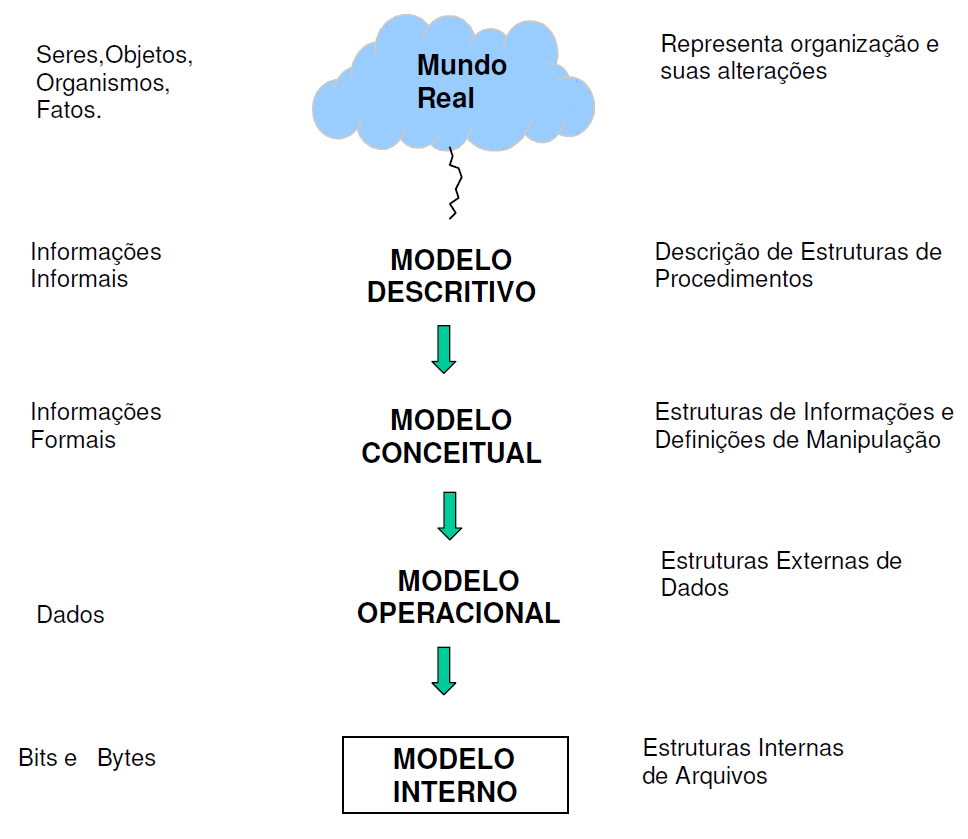 Seres,Objetos,
Organismos,
Fatos.
Mundo
Real
Representa organização e
suas alterações
Informações
Informais
MODELO
DESCRITIVO
Descrição de Estruturas de
Procedimentos
Informações
Formais
MODELO
CONCEITUAL
Estruturas de Informações e
Definições de Manipulação
Dados
MODELO
OPERACIONAL
Estruturas Externas de
Dados
Bits e Bytes
MODELO
INTERNO
Estruturas Internas
de Arquivos